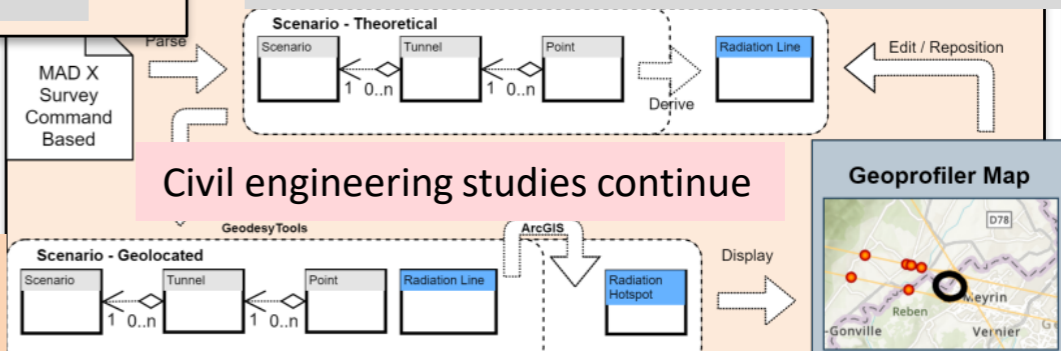 Scenario - Theoretical
Parse
Scenario
Tunnel
Point
Radiation Line
Edit / Reposition
MAD X
Survey
Command
Based
1 0..n
1 0..n
Derive
Civil engineering studies continue
Geoprofiler Map
GeodesyTools
ArcGIS
D78
Scenario - Geolocated
Display
Scenario
Tunnel
Point
Radiation Line
Radiation
Hotspot
1 0..n
1 0..n
Meyrin
Reben
-Gonville
Vernier